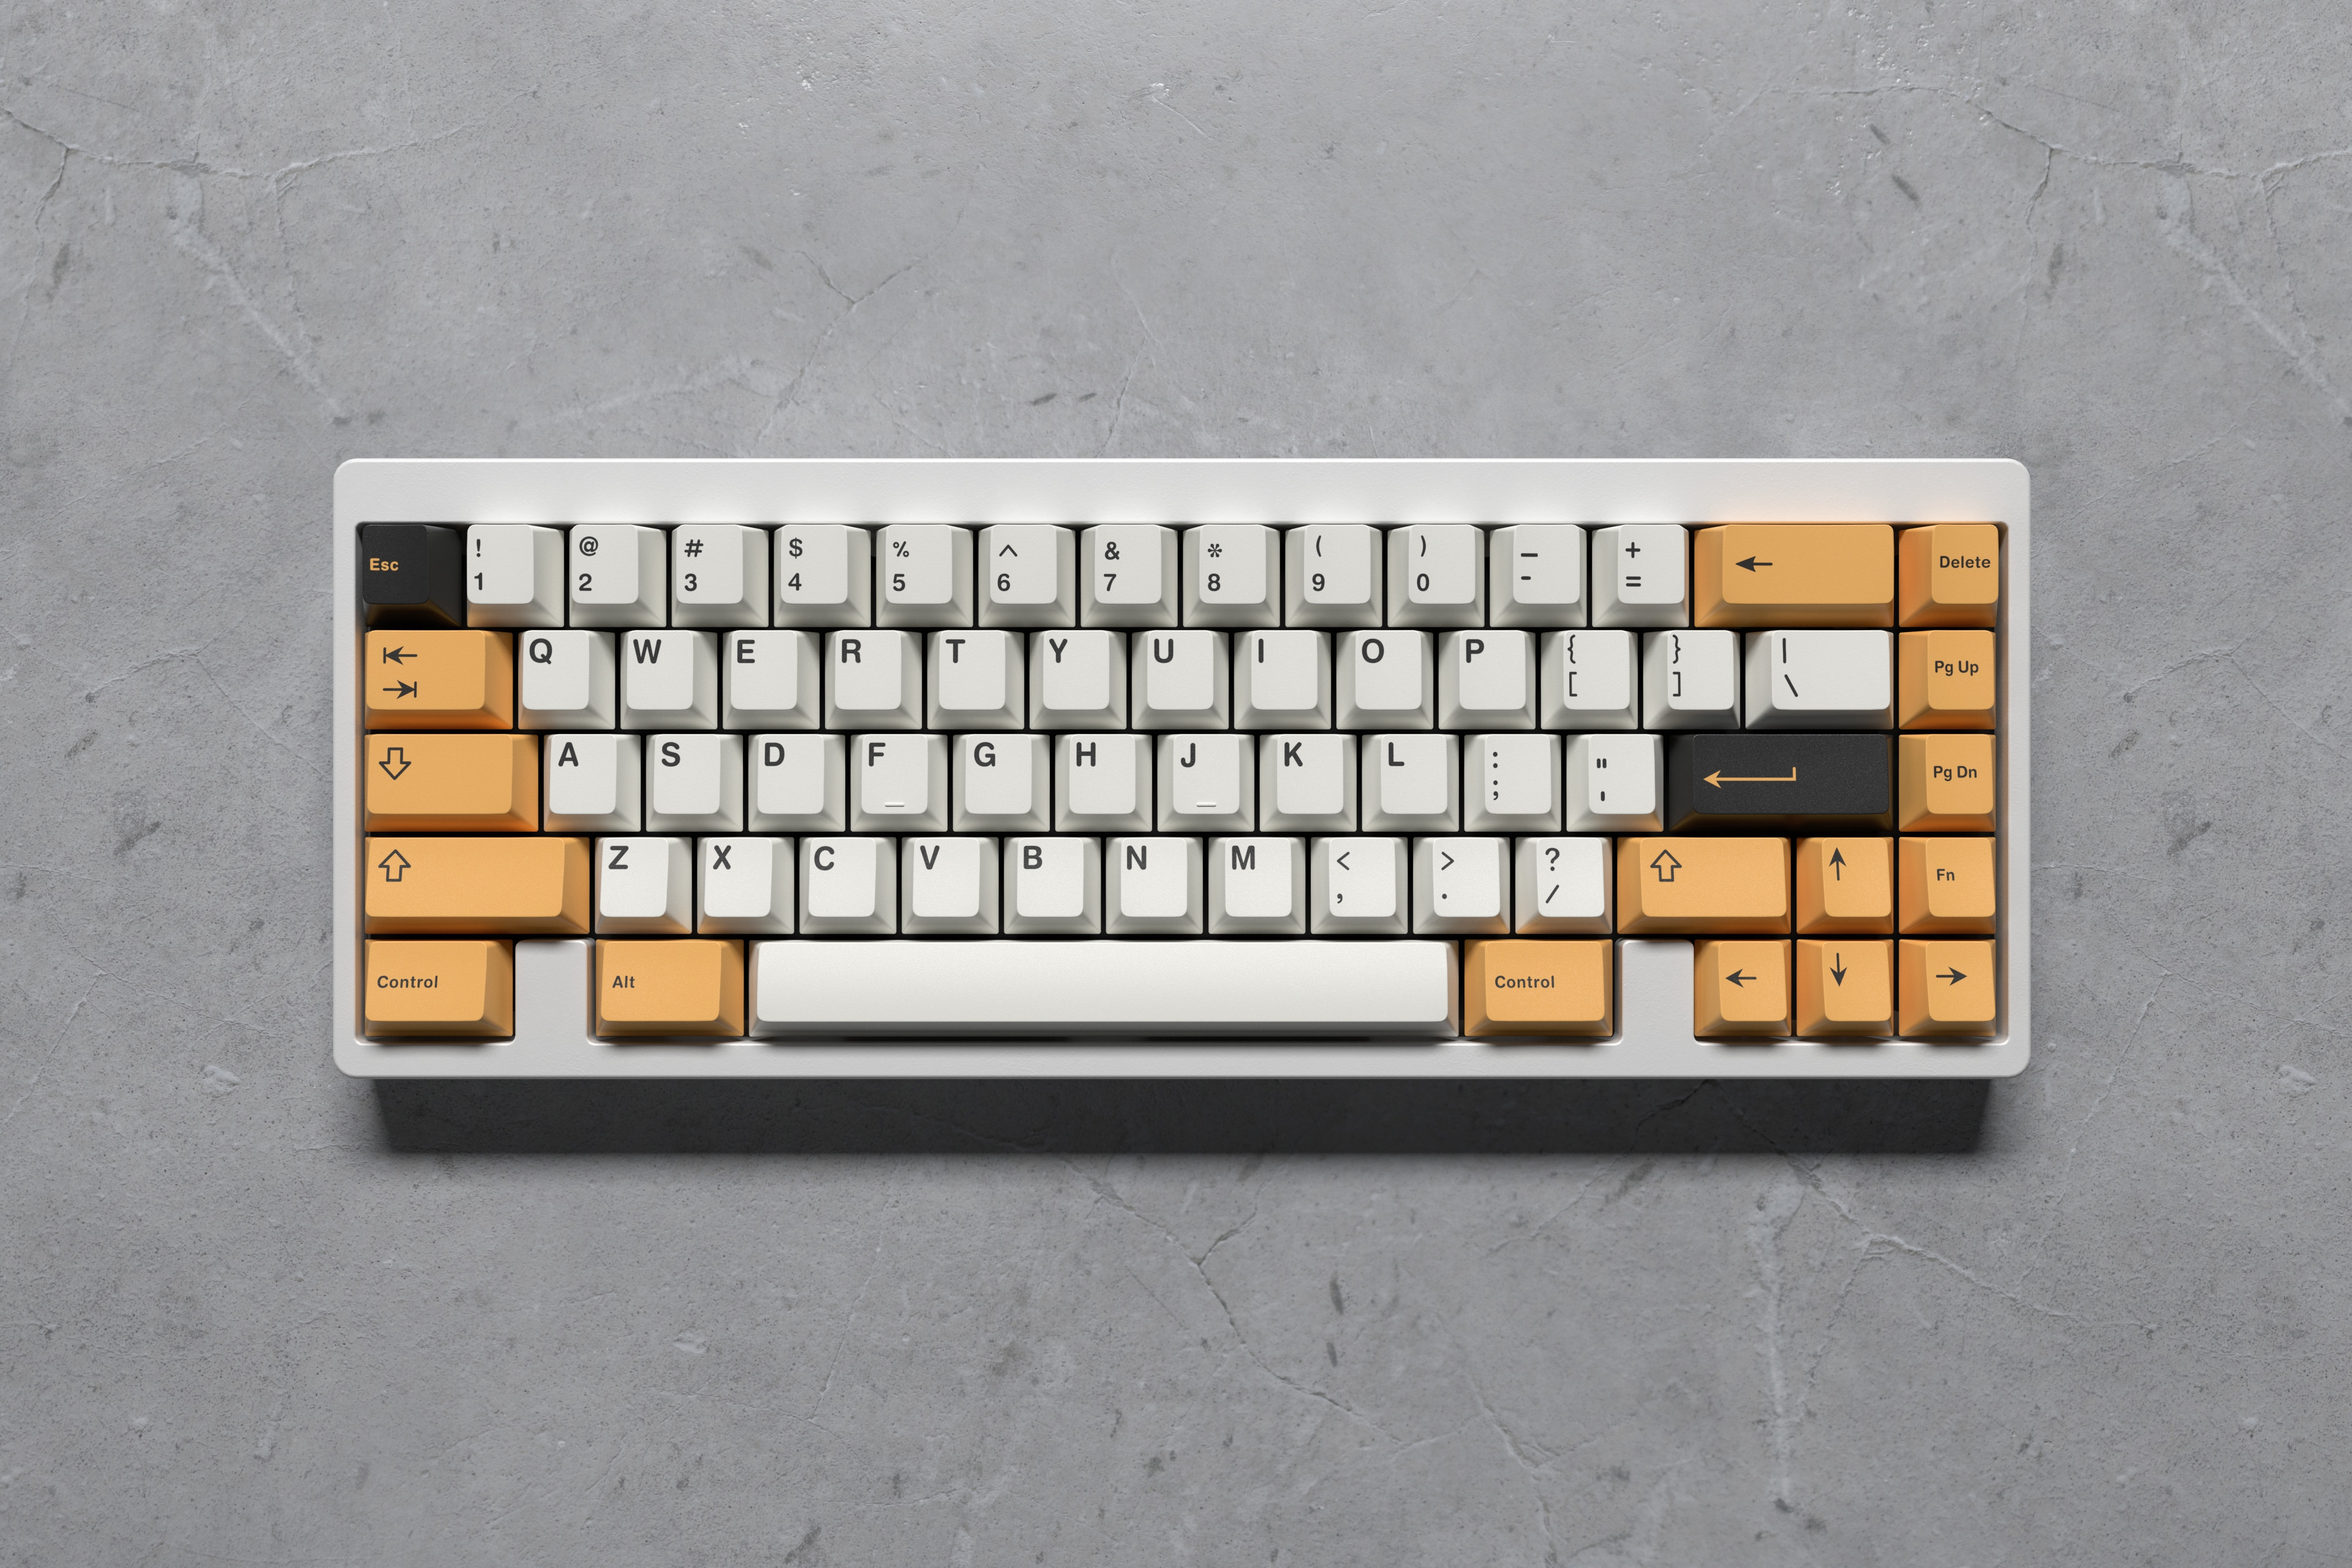 ! @ # $ % ^ & * ( ) _ + ←
Esc 1 2 3 4 5 6 7 8 9 0 - = Delete
Q W E R T Y U I O P { } | Pg Up
[ ] \
A S D F G H J K L : " Pg Dn
; '
Z X C V B N M < > ? Fn
, . /
Control Alt Control ← ↓ →